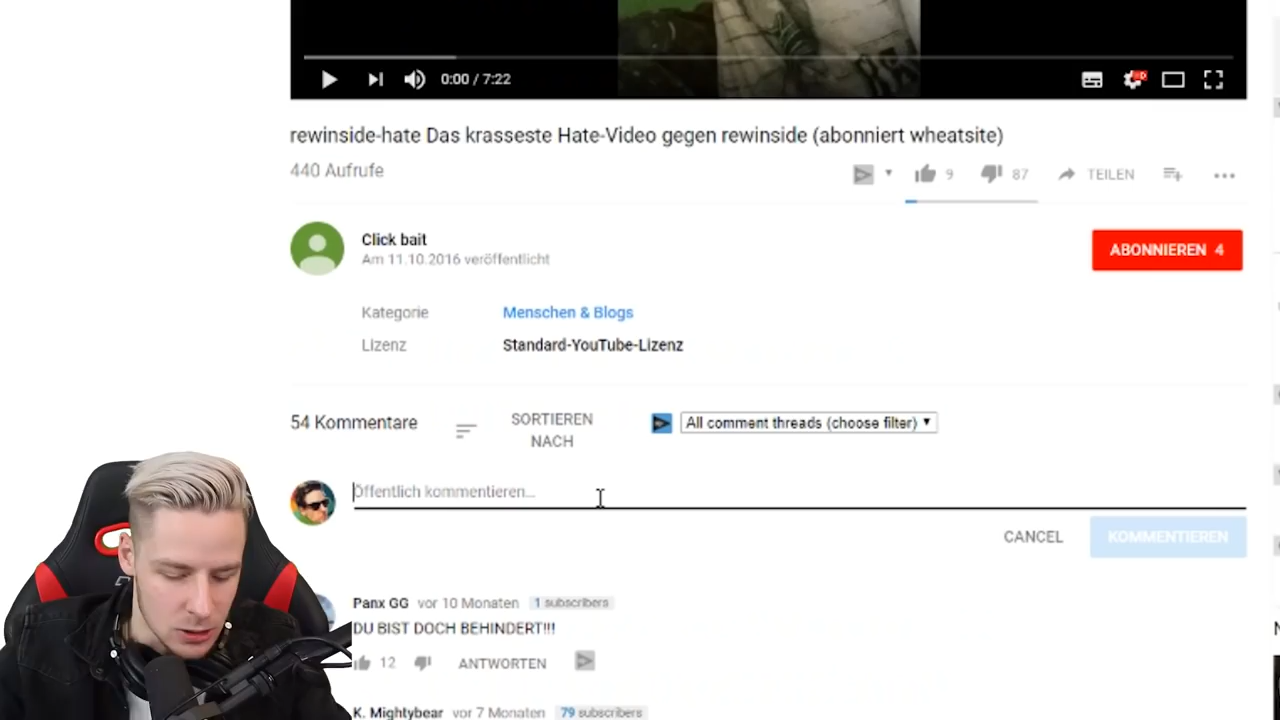 0:00 / 7:22
rewinside-hate Das krasseste Hate-Video gegen rewinside (abonniert wheatsite)
440 Aufrufe
9 87 TEILEN
Click bait
Am 11.10.2016 veröffentlicht
ABONNIEREN 4
Kategorie Menschen & Blogs
Lizenz Standard-YouTube-Lizenz
54 Kommentare
SORTIEREN
NACH
All comment threads (choose filter)
Öffentlich kommentieren...
CANCEL KOMMENTIEREN
Panx GG vor 10 Monaten 1 subscribers
DU BIST DOCH BEHINDERT!!!
12 ANTWORTEN
K. Mightybear vor 7 Monaten 79 subscribers